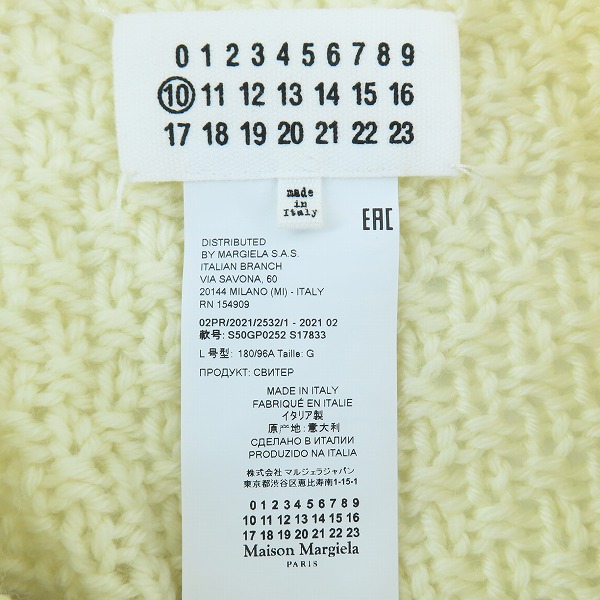 0 1 2 3 4 5 6 7 8 9
10 11 12 13 14 15 16
17 18 19 20 21 22 23
made
in
Italy
EAC
DISTRIBUTED
BY MARGIELA S.A.S.
ITALIAN BRANCH
VIA SAVONA, 60
20144 MILANO (MI) - ITALY
RN 154909
02PR/2021/2532/1 - 2021 02
款号: S50GP0252 S17833
L 号型: 180/96A Taille: G
ПРОДУКТ: СВИТЕР
MADE IN ITALY
FABRIQUÉ EN ITALIE
イタリア製
原产地: 意大利
СДЕЛАНО В ИТАЛИИ
PRODUZIDO NA ITALIA
株式会社 マルジェラジャパン
東京都渋谷区恵比寿南1-15-1
0 1 2 3 4 5 6 7 8 9
10 11 12 13 14 15 16
17 18 19 20 21 22 23
Maison Margiela
PARIS